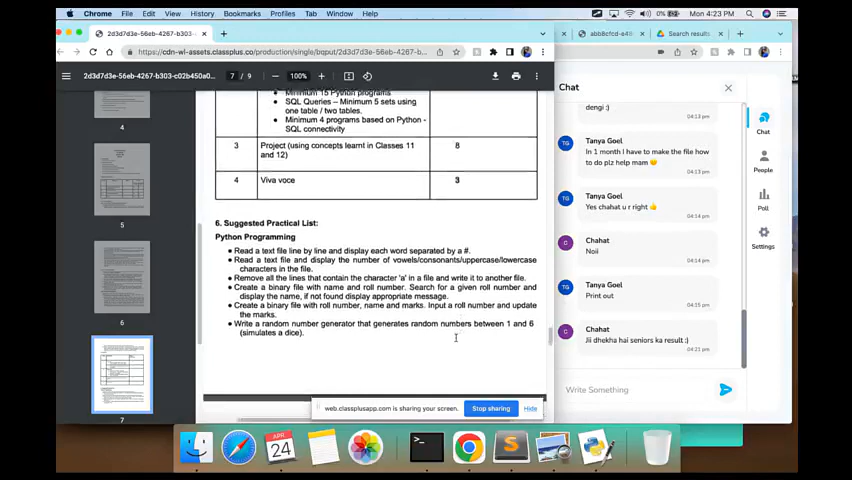 Chrome File Edit View History Bookmarks Profiles Tab Window Help
0%
Mon 4:23 PM
2d3d7d3e-56eb-4267-b303-
abb8cfcd-e48
Search results
https://cdn-wl-assets.classplus.co/production/single/bqput/2d3d7d3e-56eb-4267-b
2d3d7d3e-56eb-4267-b303-c02b450a0...
7 / 9
100%
4
5
6
7
Minimum 15 Python programs
SQL Queries – Minimum 5 sets using
one table / two tables.
Minimum 4 programs based on Python -
SQL connectivity
3 Project (using concepts learnt in Classes 11 8
and 12)
4 Viva voce 3
6. Suggested Practical List:
Python Programming
● Read a text file line by line and display each word separated by a #.
● Read a text file and display the number of vowels/consonants/uppercase/lowercase
characters in the file.
● Remove all the lines that contain the character 'a' in a file and write it to another file.
● Create a binary file with name and roll number. Search for a given roll number and
display the name, if not found display appropriate message.
● Create a binary file with roll number, name and marks. Input a roll number and update
the marks.
● Write a random number generator that generates random numbers between 1 and 6
(simulates a dice).
web.classplusapp.com is sharing your screen.
Stop sharing
Hide
Chat
dengi :)
04:13 PM
TG
Tanya Goel
In 1 month I have to make the file how
to do plz help mam
04:13 PM
TG
Tanya Goel
Yes chahat u r right
04:14 PM
C
Chahat
Noii
04:14 PM
TG
Tanya Goel
Print out
04:15 PM
C
Chahat
Jii dhekha hai seniors ka result :)
04:23 PM
Write Something
Chat
People
Poll
Settings
APR
24
>_
S